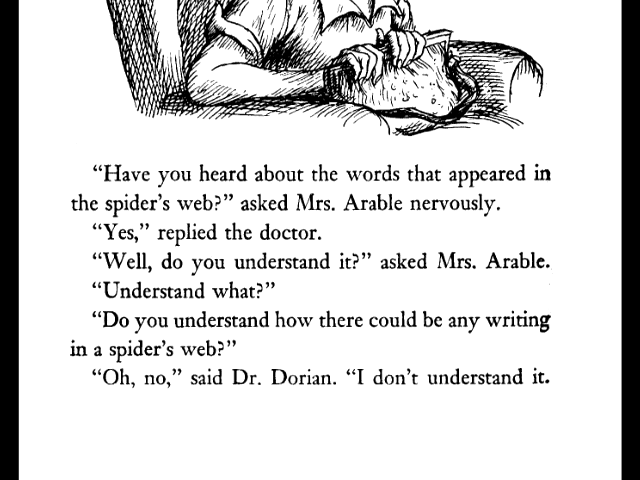 “Have you heard about the words that appeared in
the spider’s web?” asked Mrs. Arable nervously.
“Yes,” replied the doctor.
“Well, do you understand it?” asked Mrs. Arable.
“Understand what?”
“Do you understand how there could be any writing
in a spider’s web?”
“Oh, no,” said Dr. Dorian. “I don’t understand it.